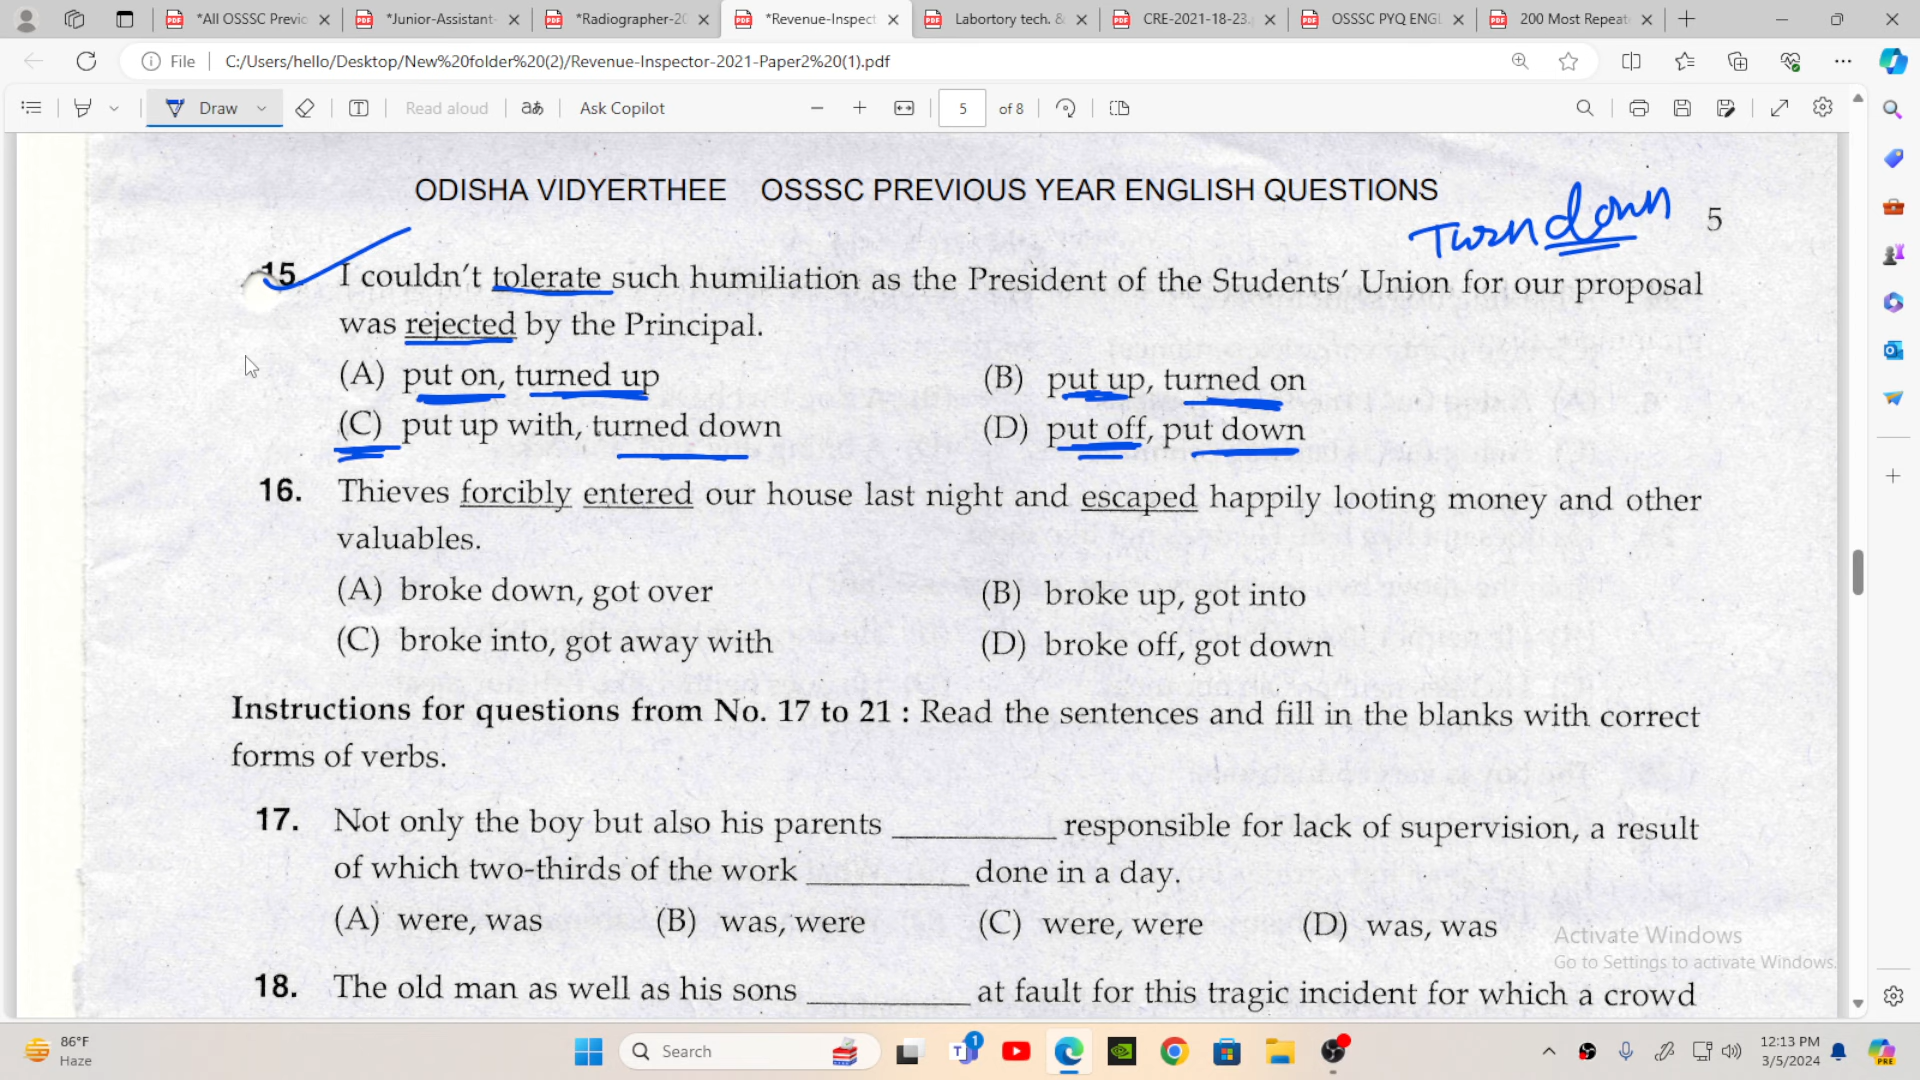 *All OSSSC Previo
*Junior-Assistant-
*Radiographer-20
*Revenue-Inspect
Labortory tech. &
CRE-2021-18-23.p
OSSSC PYQ ENGL
200 Most Repeat
File
C:/Users/hello/Desktop/New%20folder%20(2)/Revenue-Inspector-2021-Paper2%20(1).pdf
Draw
Read aloud
Ask Copilot
5 of 8
ODISHA VIDYERTHEE OSSSC PREVIOUS YEAR ENGLISH QUESTIONS
Turn down
5
15. I couldn't tolerate such humiliation as the President of the Students' Union for our proposal
was rejected by the Principal.
(A) put on, turned up (B) put up, turned on
(C) put up with, turned down (D) put off, put down
16. Thieves forcibly entered our house last night and escaped happily looting money and other
valuables.
(A) broke down, got over (B) broke up, got into
(C) broke into, got away with (D) broke off, got down
Instructions for questions from No. 17 to 21 : Read the sentences and fill in the blanks with correct
forms of verbs.
17. Not only the boy but also his parents __________ responsible for lack of supervision, a result
of which two-thirds of the work __________ done in a day.
(A) were, was (B) was, were (C) were, were (D) was, was
Activate Windows
Go to Settings to activate Windows.
18. The old man as well as his sons __________ at fault for this tragic incident for which a crowd
86°F
Haze
Search
1
12:13 PM
3/5/2024
PRE